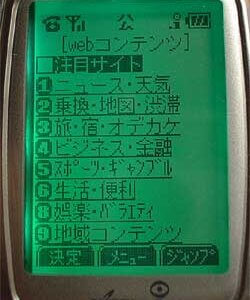 公
[webコンテンツ]
注目サイト
1ニュース・天気
2乗換・地図・渋滞
3旅・宿・オデカケ
4ビジネス・金融
5スポーツ・ギャンブル
6生活・便利
8娯楽・バラエティ
9地域コンテンツ
決定 メニュー ジャンプ